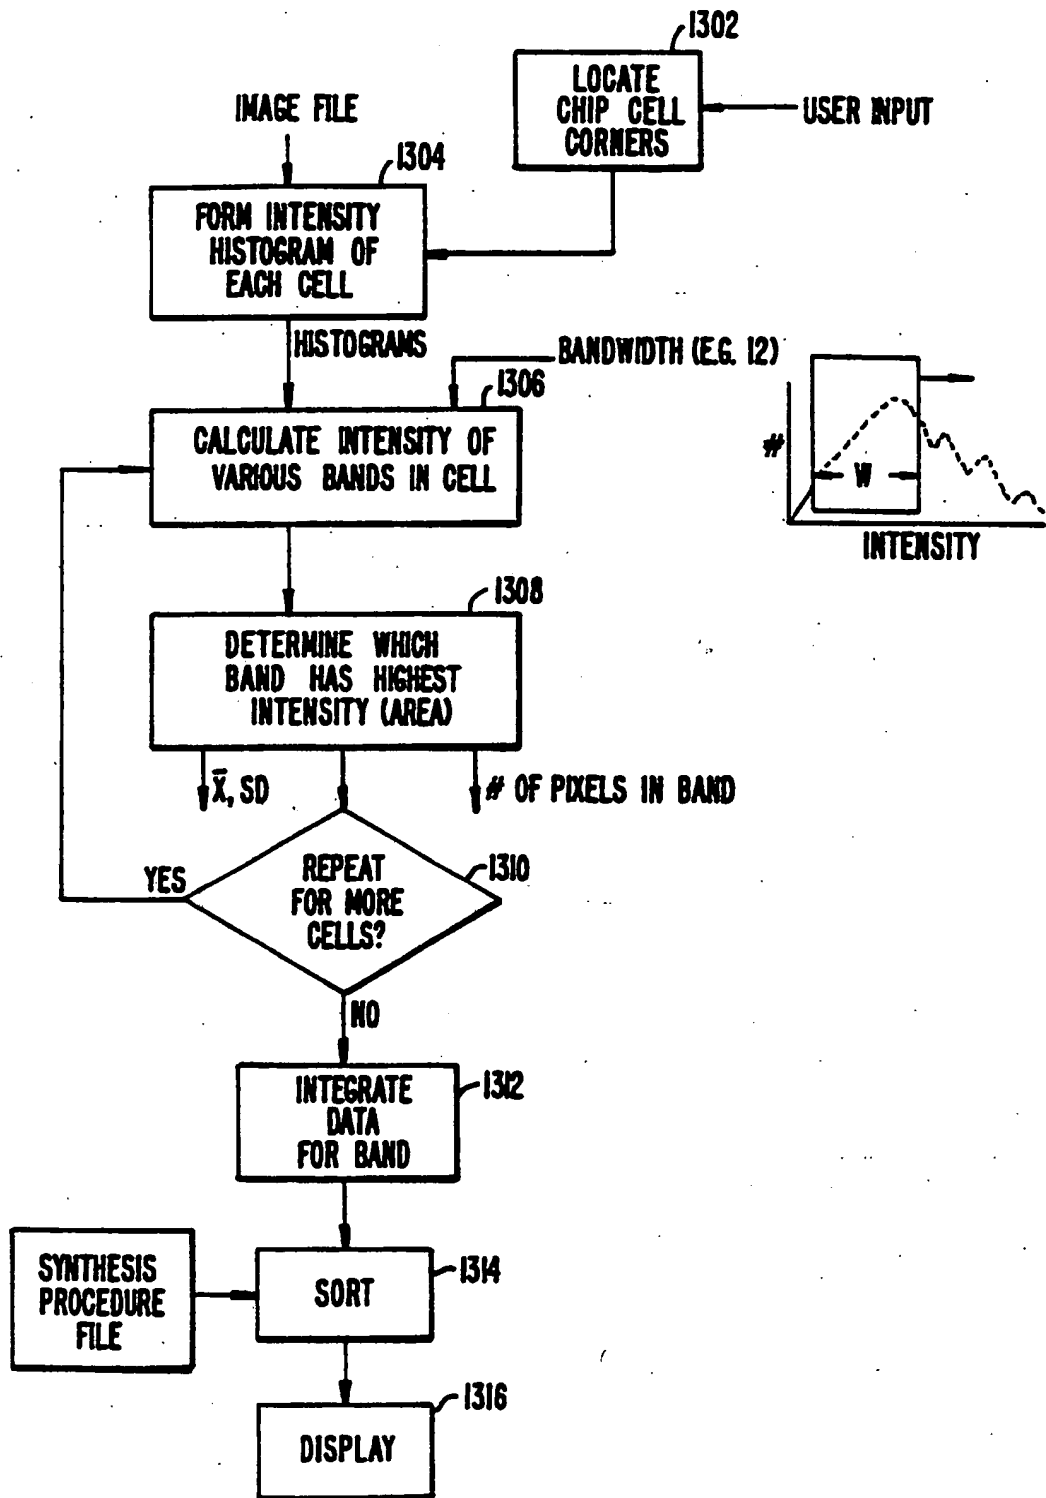 1302
LOCATE
CHIP CELL
CORNERS
USER INPUT
IMAGE FILE
1304
FORM INTENSITY
HISTOGRAM OF
EACH CELL
HISTOGRAMS
BANDWIDTH (E.G. 12)
1306
CALCULATE INTENSITY OF
VARIOUS BANDS IN CELL
#
W
INTENSITY
1308
DETERMINE WHICH
BAND HAS HIGHEST
INTENSITY (AREA)
X̄, SD
# OF PIXELS IN BAND
1310
REPEAT
FOR MORE
CELLS?
YES
NO
1312
INTEGRATE
DATA
FOR BAND
SYNTHESIS
PROCEDURE
FILE
1314
SORT
1316
DISPLAY